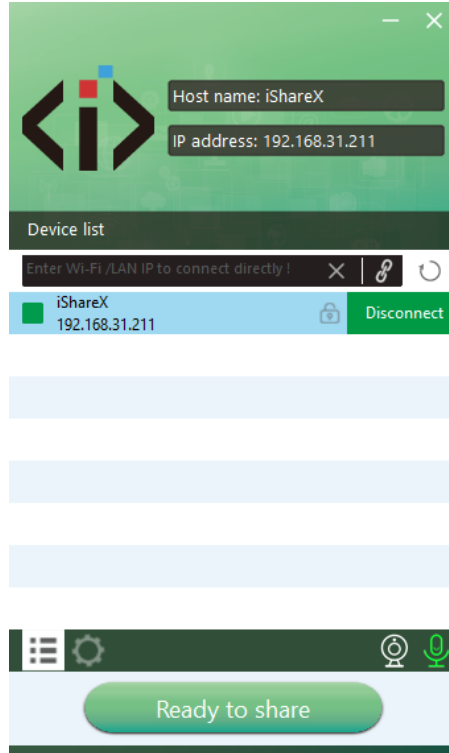 Host name: iShareX
IP address: 192.168.31.211
Device list
Enter Wi-Fi /LAN IP to connect directly !
iShareX
192.168.31.211
Disconnect
Ready to share